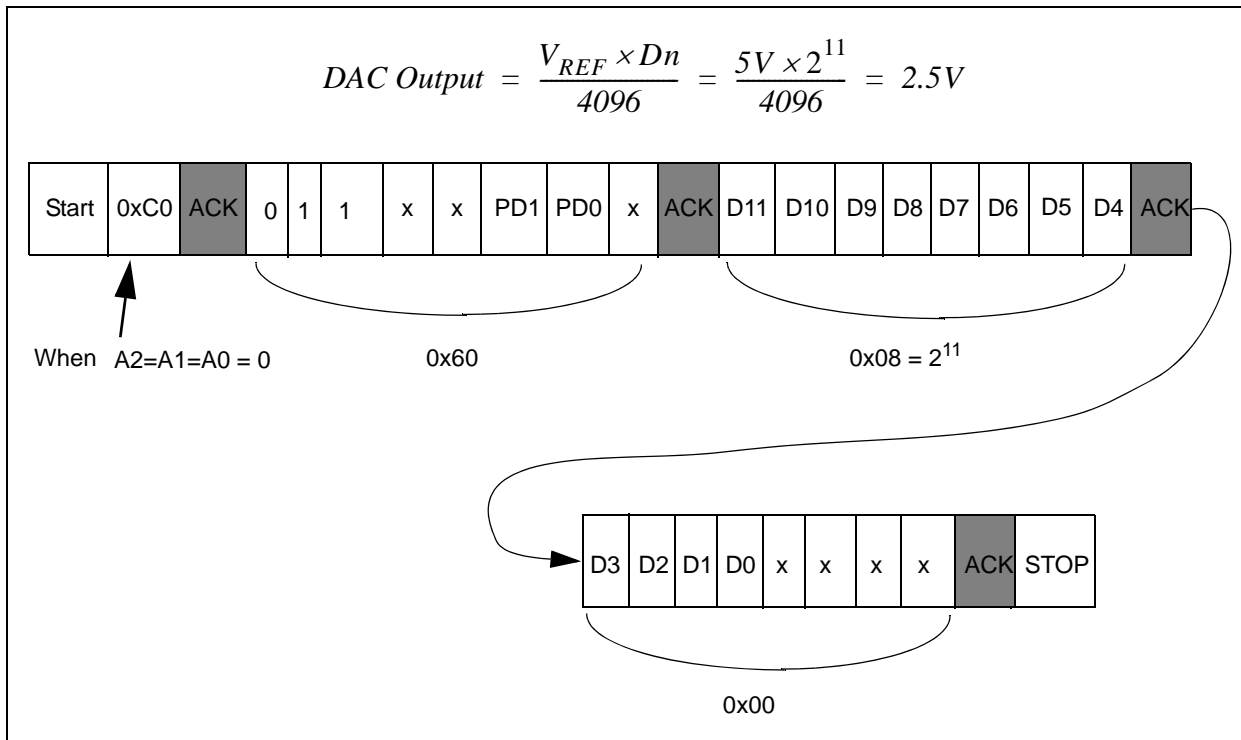 DAC Output = V_REF × Dn / 4096 = 5V × 2^11 / 4096 = 2.5V
Start 0xC0 ACK 0 1 1 x x PD1 PD0 x ACK D11 D10 D9 D8 D7 D6 D5 D4 ACK
When A2=A1=A0 = 0
0x60
0x08 = 2^11
D3 D2 D1 D0 x x x x ACK STOP
0x00